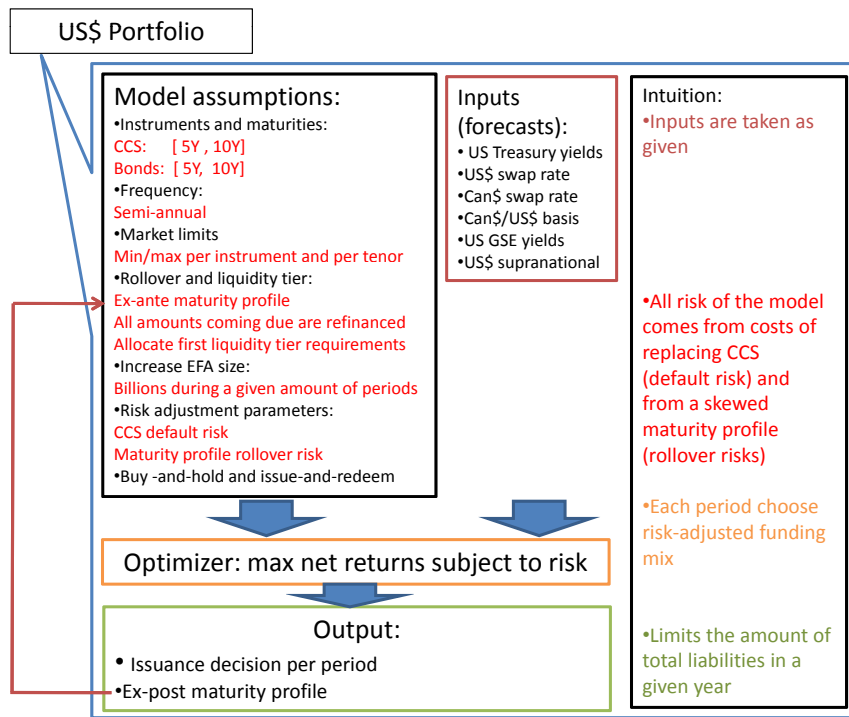 US$ Portfolio
Model assumptions:
•Instruments and maturities:
CCS: [ 5Y , 10Y]
Bonds: [ 5Y, 10Y]
•Frequency:
Semi-annual
•Market limits
Min/max per instrument and per tenor
•Rollover and liquidity tier:
Ex-ante maturity profile
All amounts coming due are refinanced
Allocate first liquidity tier requirements
•Increase EFA size:
Billions during a given amount of periods
•Risk adjustment parameters:
CCS default risk
Maturity profile rollover risk
•Buy -and-hold and issue-and-redeem
Inputs
(forecasts):
• US Treasury yields
•US$ swap rate
•Can$ swap rate
•Can$/US$ basis
•US GSE yields
•US$ supranational
Intuition:
•Inputs are taken as
given
•All risk of the model
comes from costs of
replacing CCS
(default risk) and
from a skewed
maturity profile
(rollover risks)
•Each period choose
risk-adjusted funding
mix
•Limits the amount of
total liabilities in a
given year
Optimizer: max net returns subject to risk
Output:
• Issuance decision per period
•Ex-post maturity profile